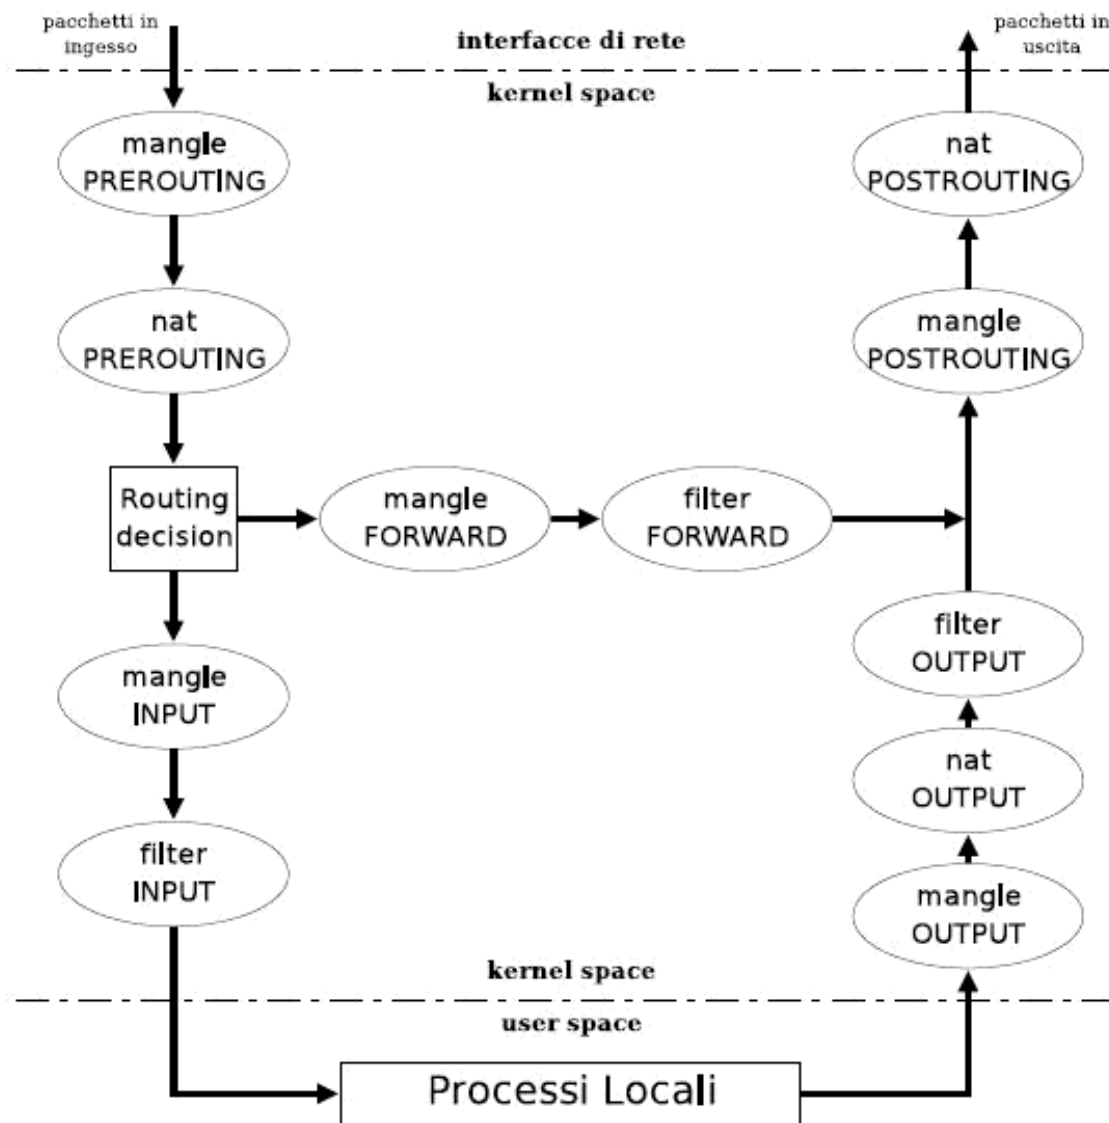 pacchetti in
ingesso
interfacce di rete
pacchetti in
uscita
kernel space
mangle
PREROUTING
nat
POSTROUTING
nat
PREROUTING
mangle
POSTROUTING
Routing
decision
mangle
FORWARD
filter
FORWARD
filter
OUTPUT
mangle
INPUT
nat
OUTPUT
filter
INPUT
mangle
OUTPUT
kernel space
user space
Processi Locali